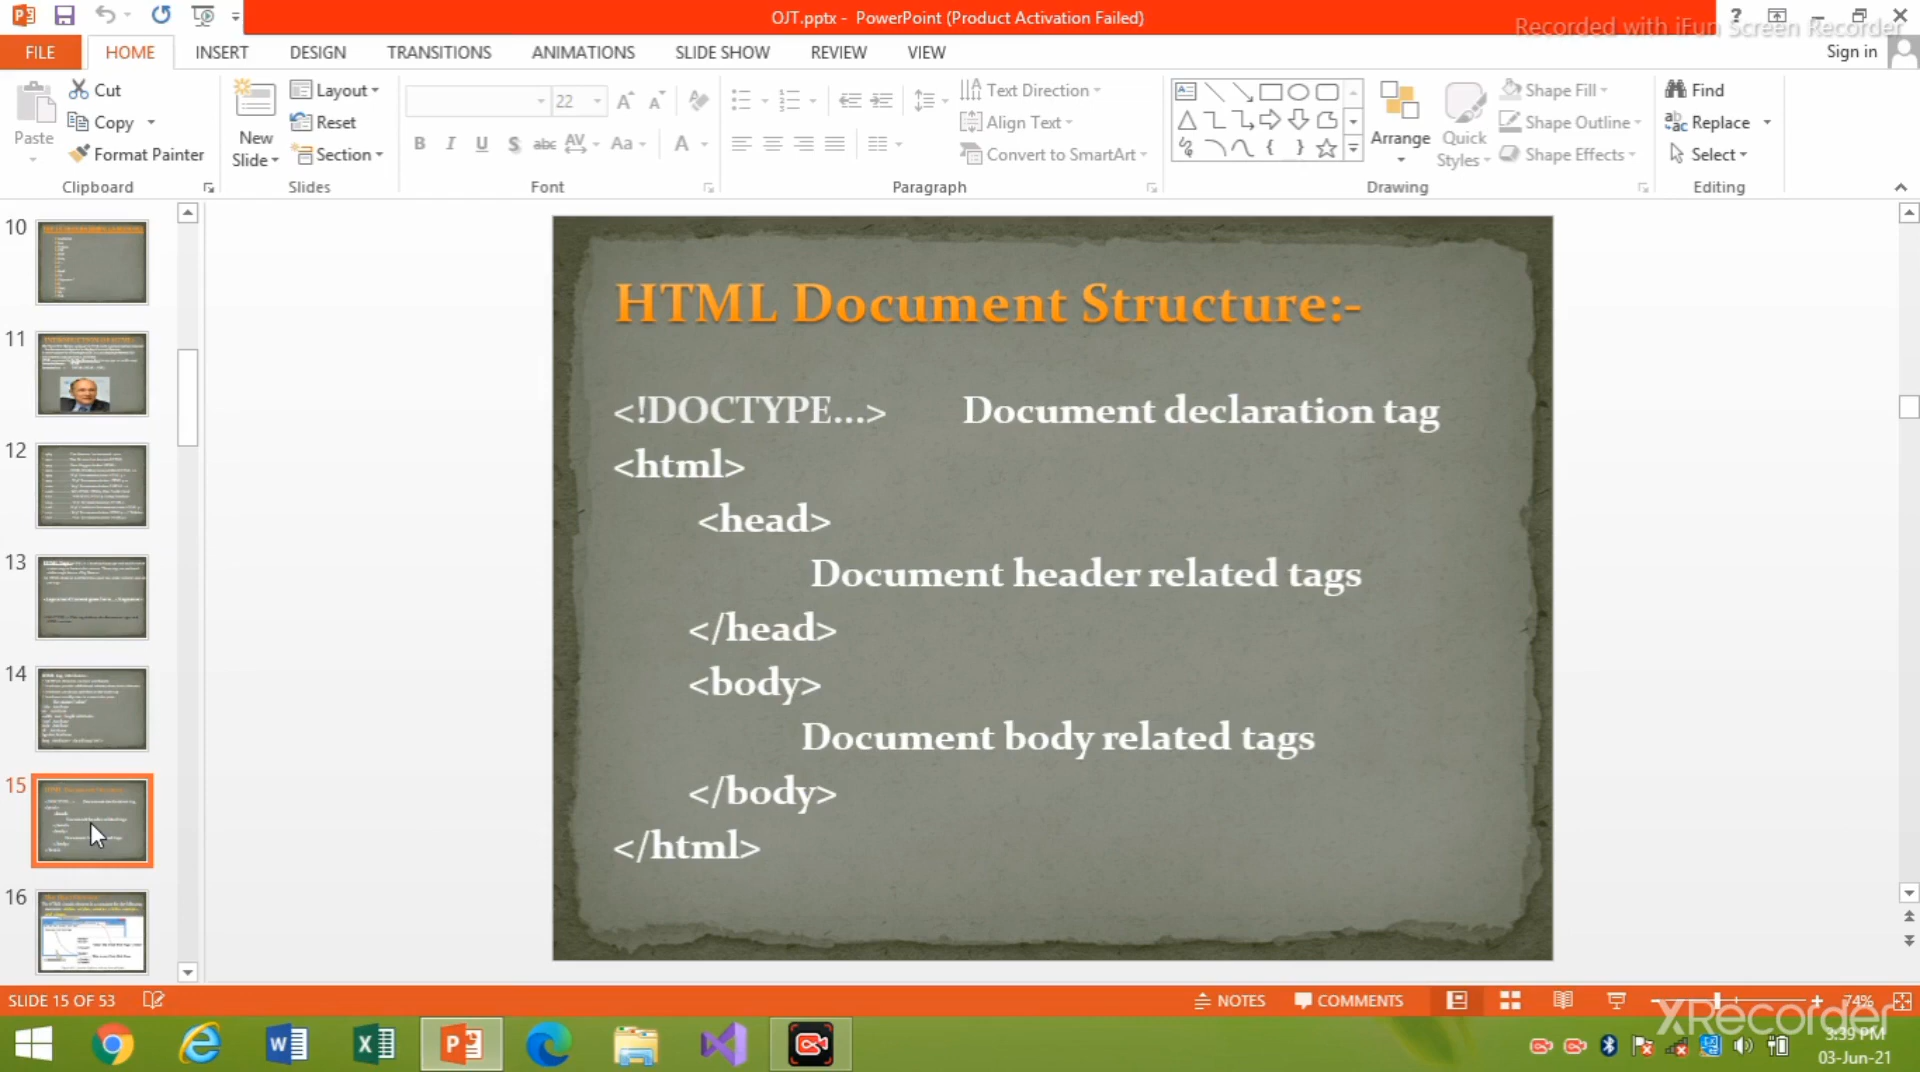 OJT.pptx - PowerPoint (Product Activation Failed)
Recorded with iFun Screen Recorder
FILE HOME INSERT DESIGN TRANSITIONS ANIMATIONS SLIDE SHOW REVIEW VIEW Sign in
Paste
Cut
Copy
Format Painter
Clipboard
New Slide
Layout
Reset
Section
Slides
22
B I U S abc AV Aa A
Font
Text Direction
Align Text
Convert to SmartArt
Paragraph
Arrange
Quick Styles
Shape Fill
Shape Outline
Shape Effects
Drawing
Find
Replace
Select
Editing
10
11
12
13
14
15
16
HTML Document Structure:-
<!DOCTYPE...> Document declaration tag
<html>
<head>
Document header related tags
</head>
<body>
Document body related tags
</body>
</html>
SLIDE 15 OF 53
NOTES COMMENTS 74%
XRecorder
3:39 PM
03-Jun-21